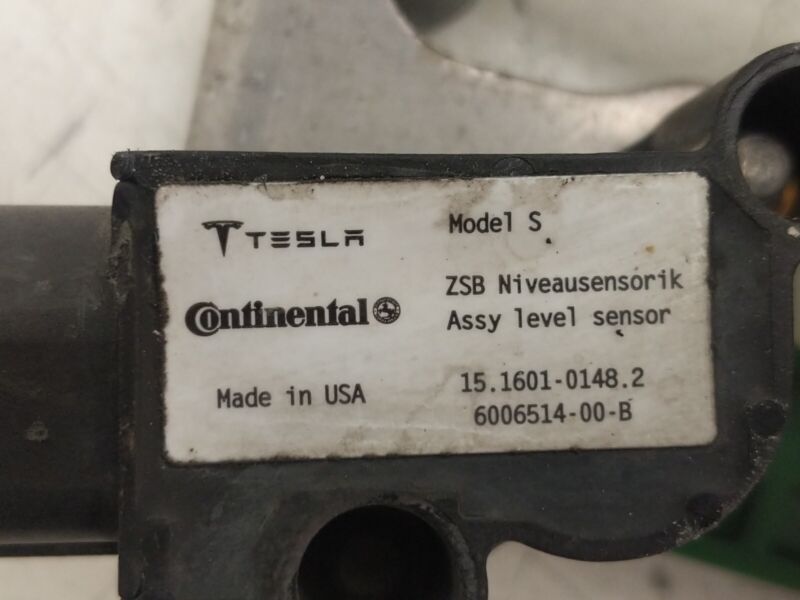 TESLA
Model S
Continental
ZSB Niveausensorik
Assy level sensor
Made in USA
15.1601-0148.2
6006514-00-B